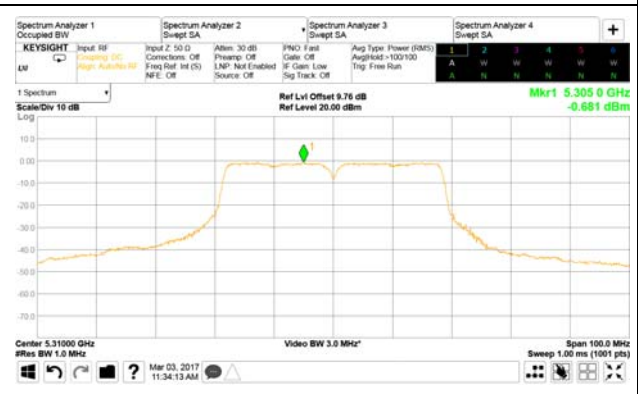 Spectrum Analyzer 1
Occupied BW
Spectrum Analyzer 2
Swept SA
Spectrum Analyzer 3
Swept SA
Spectrum Analyzer 4
Swept SA
+
KEYSIGHT
Input: RF
Coupling: DC
Align: Auto/No RF
Input Z: 50 Ω
Corrections: Off
Freq Ref: Int (S)
NFE: Off
Atten: 30 dB
Preamp: Off
LNP: Not Enabled
Source: Off
PNO: Fast
Gate: Off
IF Gain: Low
Sig Track: Off
Avg Type: Power (RMS)
Avg|Hold:>100/100
Trig: Free Run
1 2 3 4 5 6
A W W W W W
A N N N N N
LXI
1 Spectrum
Scale/Div 10 dB
Log
Ref Lvl Offset 9.76 dB
Ref Level 20.00 dBm
Mkr1 5.305 0 GHz
-0.681 dBm
1
10.0
0.00
-10.0
-20.0
-30.0
-40.0
-50.0
-60.0
-70.0
Center 5.31000 GHz
#Res BW 1.0 MHz
Video BW 3.0 MHz*
Span 100.0 MHz
Sweep 1.00 ms (1001 pts)
?
Mar 03, 2017
11:34:13 AM